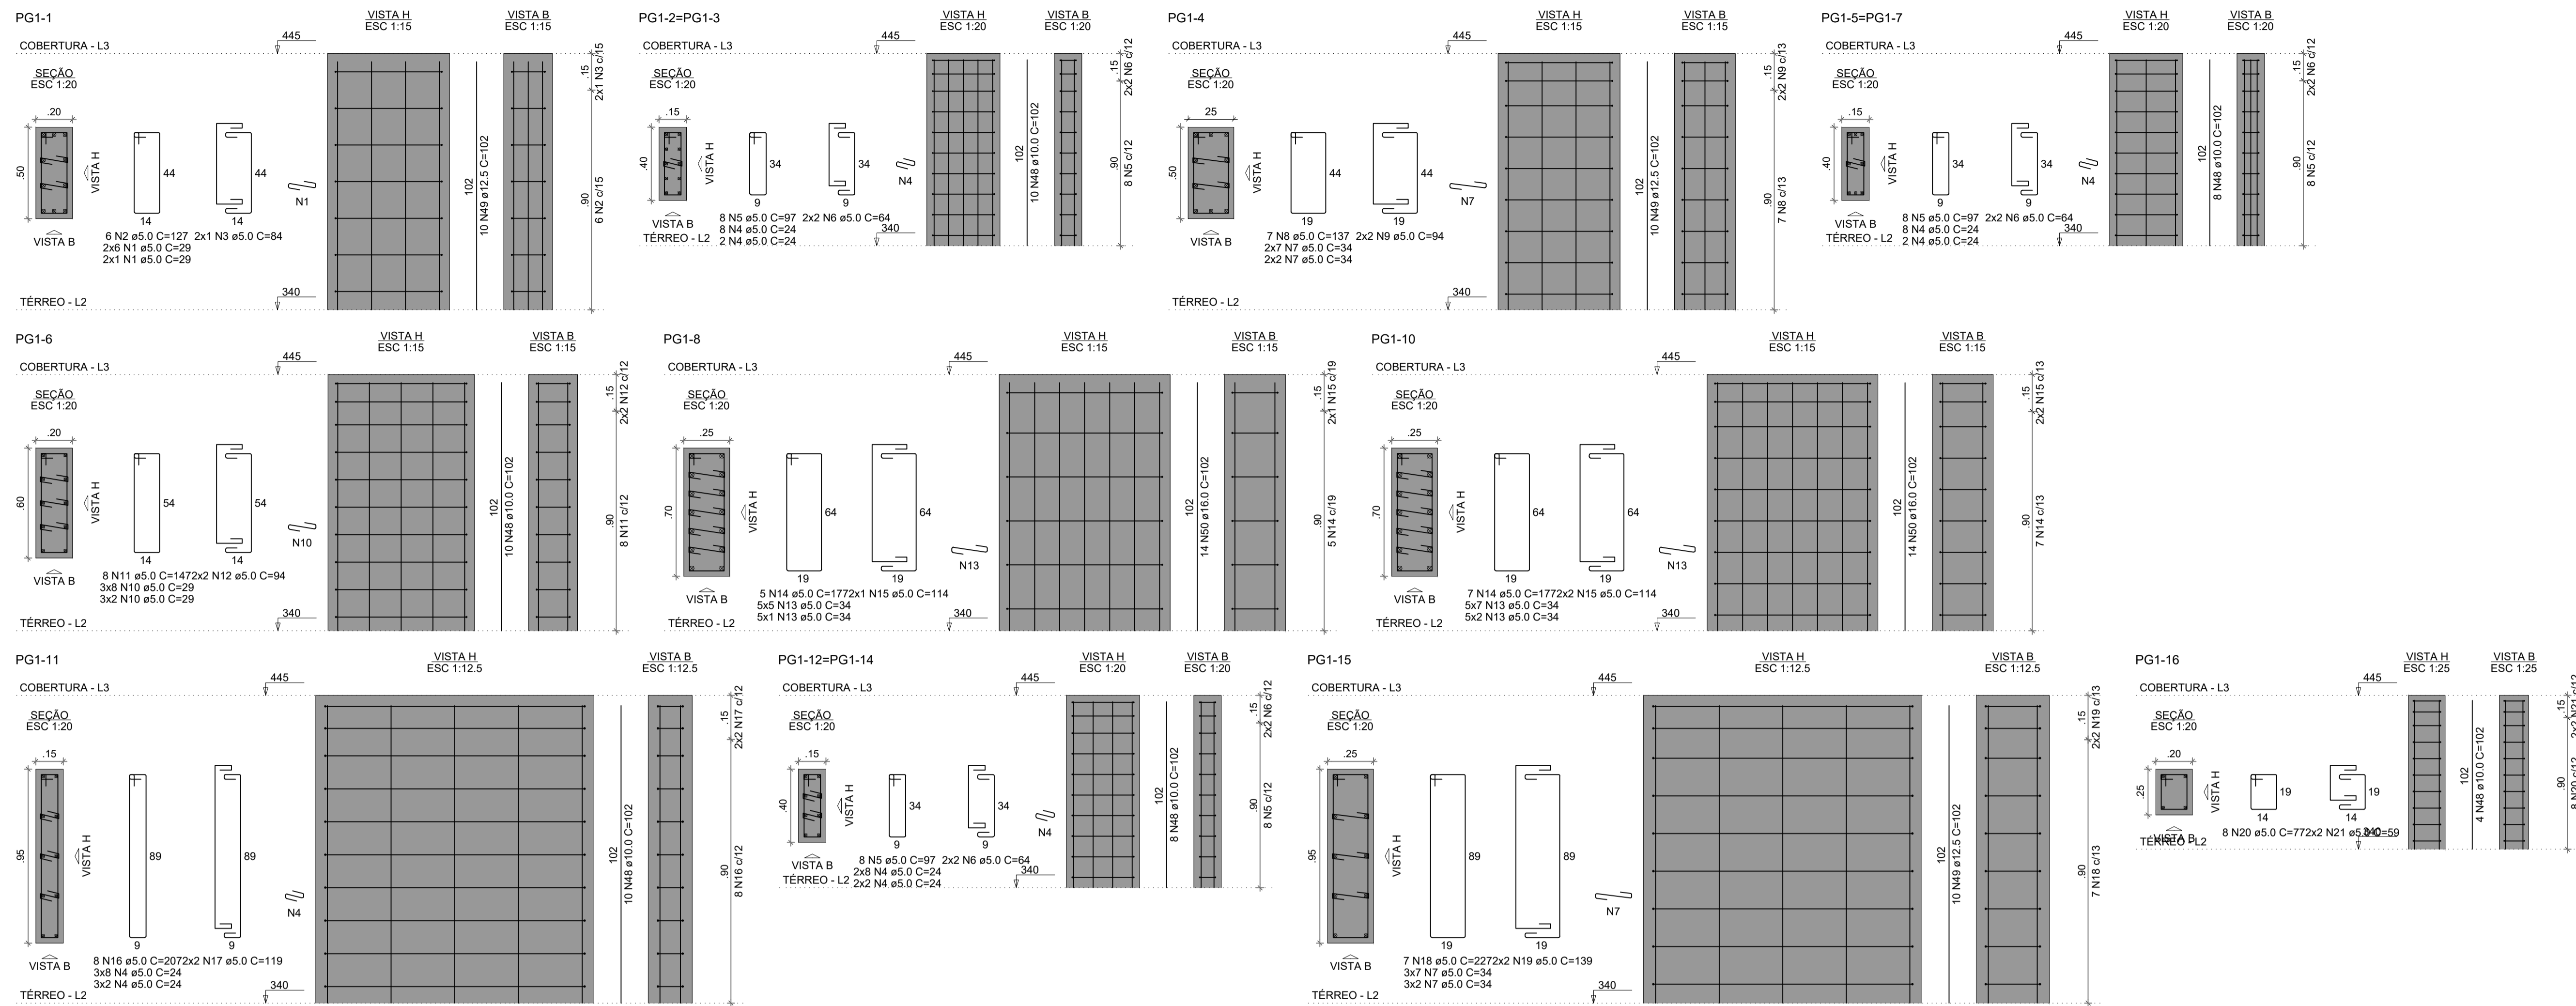 PG1-1
VISTA H
ESC 1:15
VISTA B
ESC 1:15
COBERTURA - L3
445
SEÇÃO
ESC 1:20
.20
.50
VISTA H
VISTA B
44
14
44
14
N1
6 N2 ø5.0 C=127 2x1 N3 ø5.0 C=84
2x6 N1 ø5.0 C=29
2x1 N1 ø5.0 C=29
102
10 N49 ø12.5 C=102
.15
2x1 N3 c/15
.90
6 N2 c/15
340
TÉRREO - L2
PG1-2=PG1-3
VISTA H
ESC 1:20
VISTA B
ESC 1:20
COBERTURA - L3
445
SEÇÃO
ESC 1:20
.15
.40
VISTA H
VISTA B
34
9
34
9
N4
8 N5 ø5.0 C=97 2x2 N6 ø5.0 C=64
8 N4 ø5.0 C=24
2 N4 ø5.0 C=24
102
10 N48 ø10.0 C=102
.15
2x2 N6 c/12
.90
8 N5 c/12
340
TÉRREO - L2
PG1-4
VISTA H
ESC 1:15
VISTA B
ESC 1:15
COBERTURA - L3
445
SEÇÃO
ESC 1:20
25
.50
VISTA H
VISTA B
44
19
44
19
N7
7 N8 ø5.0 C=137 2x2 N9 ø5.0 C=94
2x7 N7 ø5.0 C=34
2x2 N7 ø5.0 C=34
102
10 N49 ø12.5 C=102
.15
2x2 N9 c/13
.90
7 N8 c/13
340
TÉRREO - L2
PG1-5=PG1-7
VISTA H
ESC 1:20
VISTA B
ESC 1:20
COBERTURA - L3
445
SEÇÃO
ESC 1:20
.15
.40
VISTA H
VISTA B
34
9
34
9
N4
8 N5 ø5.0 C=97 2x2 N6 ø5.0 C=64
8 N4 ø5.0 C=24
2 N4 ø5.0 C=24
102
8 N48 ø10.0 C=102
.15
2x2 N6 c/12
.90
8 N5 c/12
340
TÉRREO - L2
PG1-6
VISTA H
ESC 1:15
VISTA B
ESC 1:15
COBERTURA - L3
445
SEÇÃO
ESC 1:20
.20
.60
VISTA H
VISTA B
54
14
54
14
N10
8 N11 ø5.0 C=1472x2 N12 ø5.0 C=94
3x8 N10 ø5.0 C=29
3x2 N10 ø5.0 C=29
102
10 N48 ø10.0 C=102
.15
2x2 N12 c/12
.90
8 N11 c/12
340
TÉRREO - L2
PG1-8
VISTA H
ESC 1:15
VISTA B
ESC 1:15
COBERTURA - L3
445
SEÇÃO
ESC 1:20
.25
.70
VISTA H
VISTA B
64
19
64
19
N13
5 N14 ø5.0 C=1772x1 N15 ø5.0 C=114
5x5 N13 ø5.0 C=34
5x1 N13 ø5.0 C=34
102
14 N50 ø16.0 C=102
.15
2x1 N15 c/19
.90
5 N14 c/19
340
TÉRREO - L2
PG1-10
VISTA H
ESC 1:15
VISTA B
ESC 1:15
COBERTURA - L3
445
SEÇÃO
ESC 1:20
.25
.70
VISTA H
VISTA B
64
19
64
19
N13
7 N14 ø5.0 C=1772x2 N15 ø5.0 C=114
5x7 N13 ø5.0 C=34
5x2 N13 ø5.0 C=34
102
14 N50 ø16.0 C=102
.15
2x2 N15 c/13
.90
7 N14 c/13
340
TÉRREO - L2
PG1-11
VISTA H
ESC 1:12.5
VISTA B
ESC 1:12.5
COBERTURA - L3
445
SEÇÃO
ESC 1:20
.15
.95
VISTA H
VISTA B
89
9
89
9
N4
8 N16 ø5.0 C=2072x2 N17 ø5.0 C=119
3x8 N4 ø5.0 C=24
3x2 N4 ø5.0 C=24
102
10 N48 ø10.0 C=102
.15
2x2 N17 c/12
.90
8 N16 c/12
340
TÉRREO - L2
PG1-12=PG1-14
VISTA H
ESC 1:20
VISTA B
ESC 1:20
COBERTURA - L3
445
SEÇÃO
ESC 1:20
.15
.40
VISTA H
VISTA B
34
9
34
9
N4
8 N5 ø5.0 C=97 2x2 N6 ø5.0 C=64
2x8 N4 ø5.0 C=24
2x2 N4 ø5.0 C=24
102
8 N48 ø10.0 C=102
.15
2x2 N6 c/12
.90
8 N5 c/12
340
TÉRREO - L2
PG1-15
VISTA H
ESC 1:12.5
VISTA B
ESC 1:12.5
COBERTURA - L3
445
SEÇÃO
ESC 1:20
.25
.95
VISTA H
VISTA B
89
19
89
19
N7
7 N18 ø5.0 C=2272x2 N19 ø5.0 C=139
3x7 N7 ø5.0 C=34
3x2 N7 ø5.0 C=34
102
10 N49 ø12.5 C=102
.15
2x2 N19 c/13
.90
7 N18 c/13
340
TÉRREO - L2
PG1-16
VISTA H
ESC 1:25
VISTA B
ESC 1:25
COBERTURA - L3
445
SEÇÃO
ESC 1:20
.20
.25
VISTA H
VISTA B
19
14
19
14
8 N20 ø5.0 C=772x2 N21 ø5.0 C=59
102
4 N48 ø10.0 C=102
.15
2x2 N21 c/12
.90
8 N20 c/12
340
TÉRREO - L2